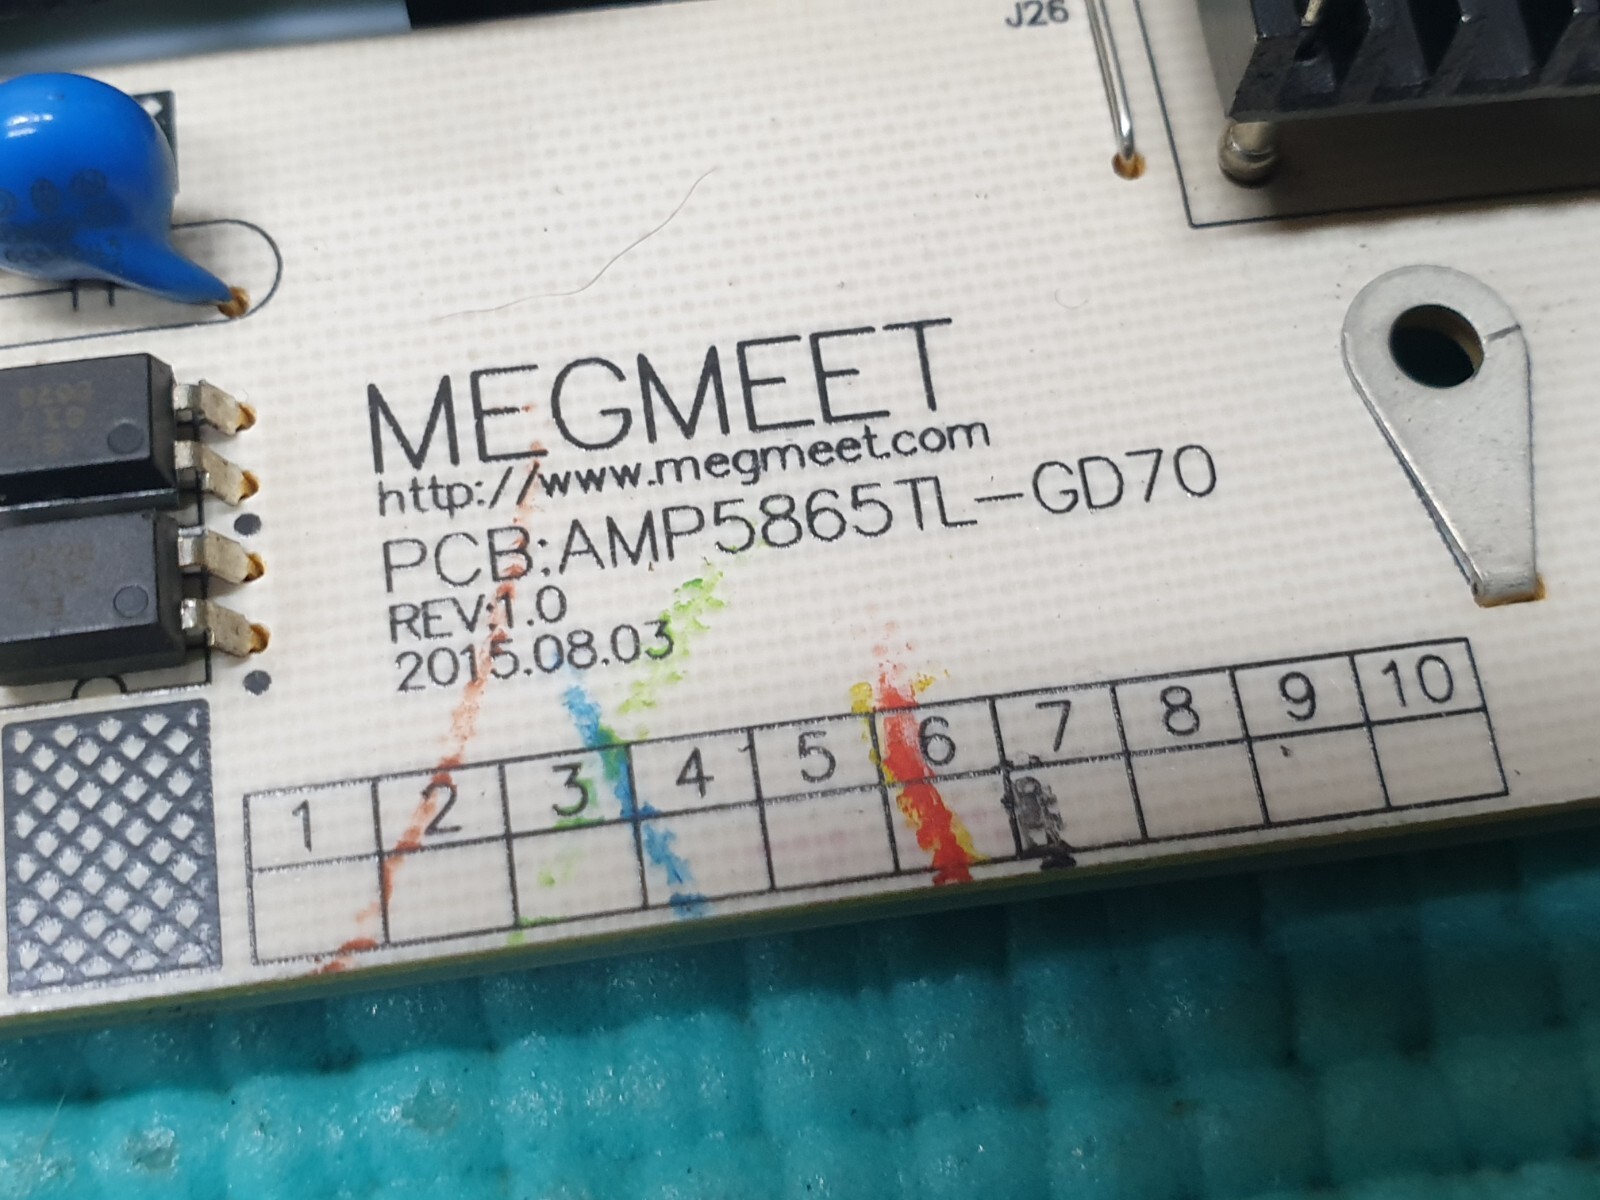 J26
MEGMEET
http://www.megmeet.com
PCB:AMP5865TL-GD70
REV:1.0
2015.08.03
1 2 3 4 5 6 7 8 9 10